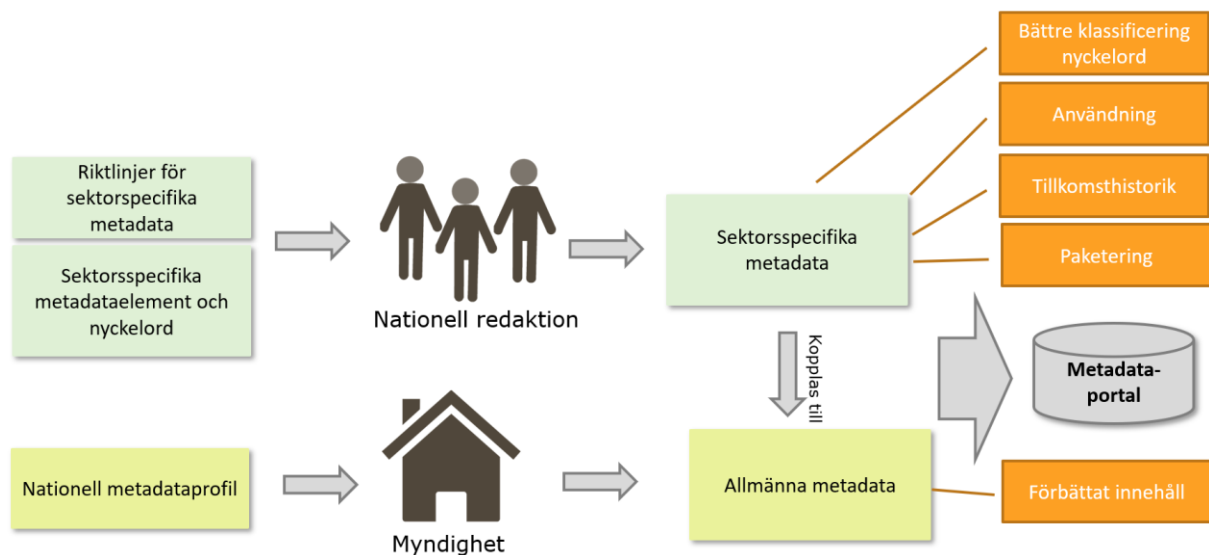 Bättre klassificering
nyckelord
Användning
Tillkomsthistorik
Paketering
Riktlinjer för
sektorspecifika
metadata
Sektorsspecifika
metadataelement och
nyckelord
Nationell redaktion
Sektorsspecifika
metadata
Kopplas till
Metadata-
portal
Nationell metadataprofil
Myndighet
Allmänna metadata
Förbättat innehåll